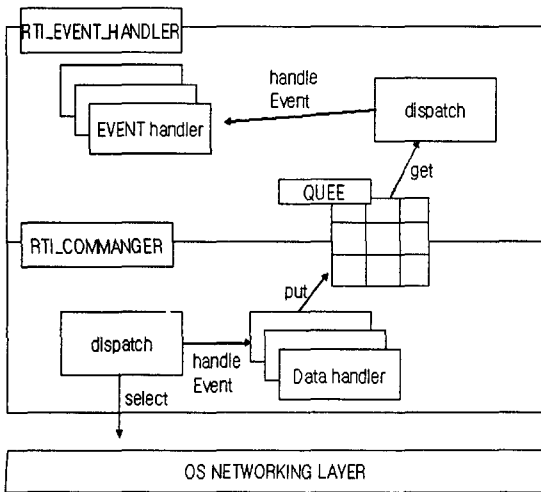 RTI_EVENT_HANDLER
handle
Event
dispatch
EVENT handler
get
QUEE
RTI_COMMANGER
put
dispatch
handle
Event
Data handler
select
OS NETWORKING LAYER